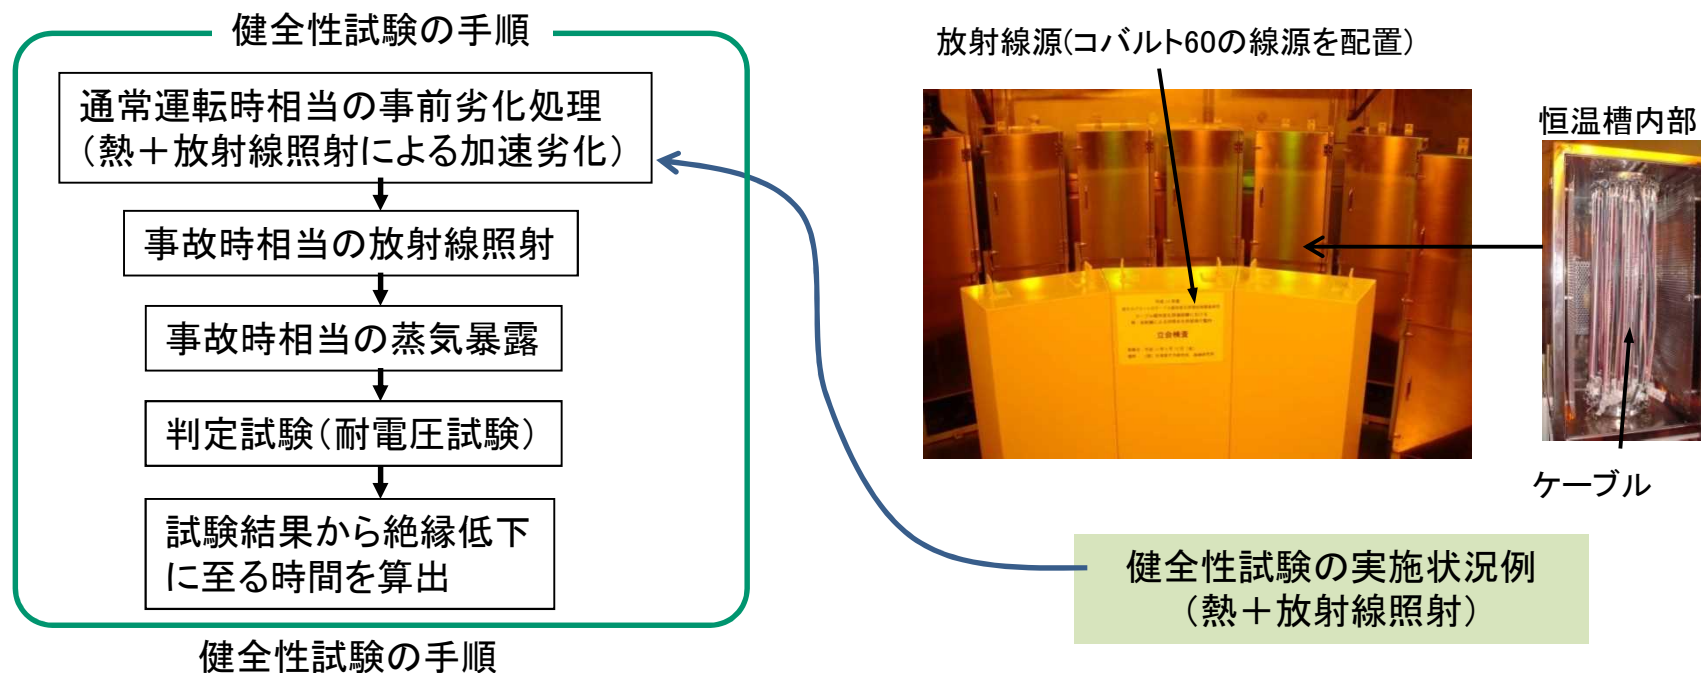 健全性試験の手順
通常運転時相当の事前劣化処理
(熱＋放射線照射による加速劣化)
事故時相当の放射線照射
事故時相当の蒸気暴露
判定試験(耐電圧試験)
試験結果から絶縁低下
に至る時間を算出
健全性試験の手順
放射線源(コバルト60の線源を配置)
恒温槽内部
立会検査
ケーブル
健全性試験の実施状況例
(熱＋放射線照射)